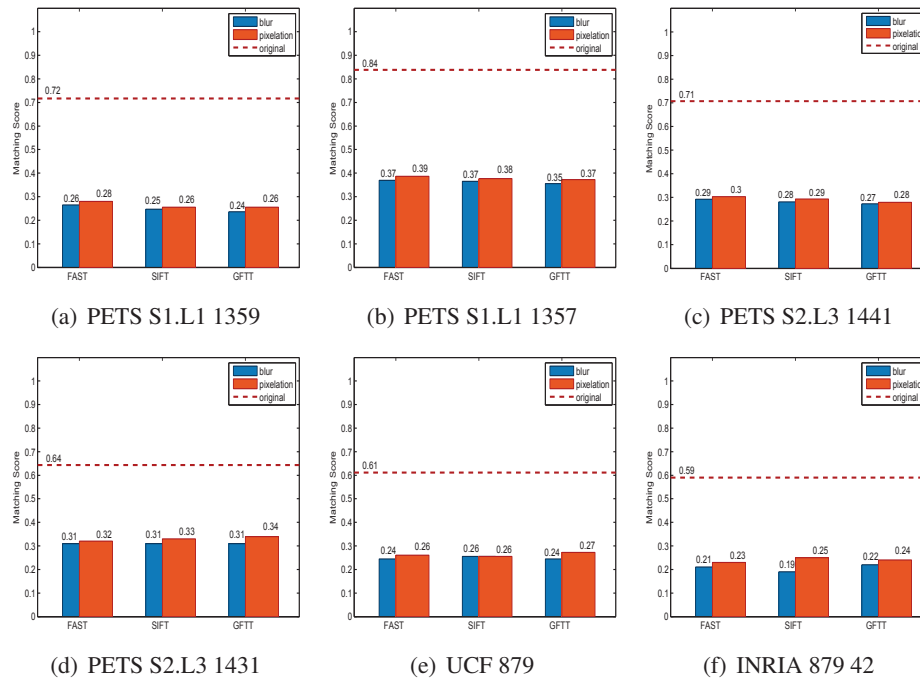 1
0.9
0.8
0.7
0.6
0.5
0.4
0.3
0.2
0.1
0
Matching Score
blur
pixelation
original
0.72
0.26 0.28 0.25 0.26 0.24 0.26
FAST SIFT GFTT
(a) PETS S1.L1 1359
1
0.9
0.8
0.7
0.6
0.5
0.4
0.3
0.2
0.1
0
Matching Score
blur
pixelation
original
0.84
0.37 0.39 0.37 0.38 0.35 0.37
FAST SIFT GFTT
(b) PETS S1.L1 1357
1
0.9
0.8
0.7
0.6
0.5
0.4
0.3
0.2
0.1
0
Matching Score
blur
pixelation
original
0.71
0.29 0.3 0.28 0.29 0.27 0.28
FAST SIFT GFTT
(c) PETS S2.L3 1441
1
0.9
0.8
0.7
0.6
0.5
0.4
0.3
0.2
0.1
0
Matching Score
blur
pixelation
original
0.64
0.31 0.32 0.31 0.33 0.31 0.34
FAST SIFT GFTT
(d) PETS S2.L3 1431
1
0.9
0.8
0.7
0.6
0.5
0.4
0.3
0.2
0.1
0
Matching Score
blur
pixelation
original
0.61
0.24 0.26 0.26 0.26 0.24 0.27
FAST SIFT GFTT
(e) UCF 879
1
0.9
0.8
0.7
0.6
0.5
0.4
0.3
0.2
0.1
0
Matching Score
blur
pixelation
original
0.59
0.21 0.23 0.19 0.25 0.22 0.24
FAST SIFT GFTT
(f) INRIA 879 42